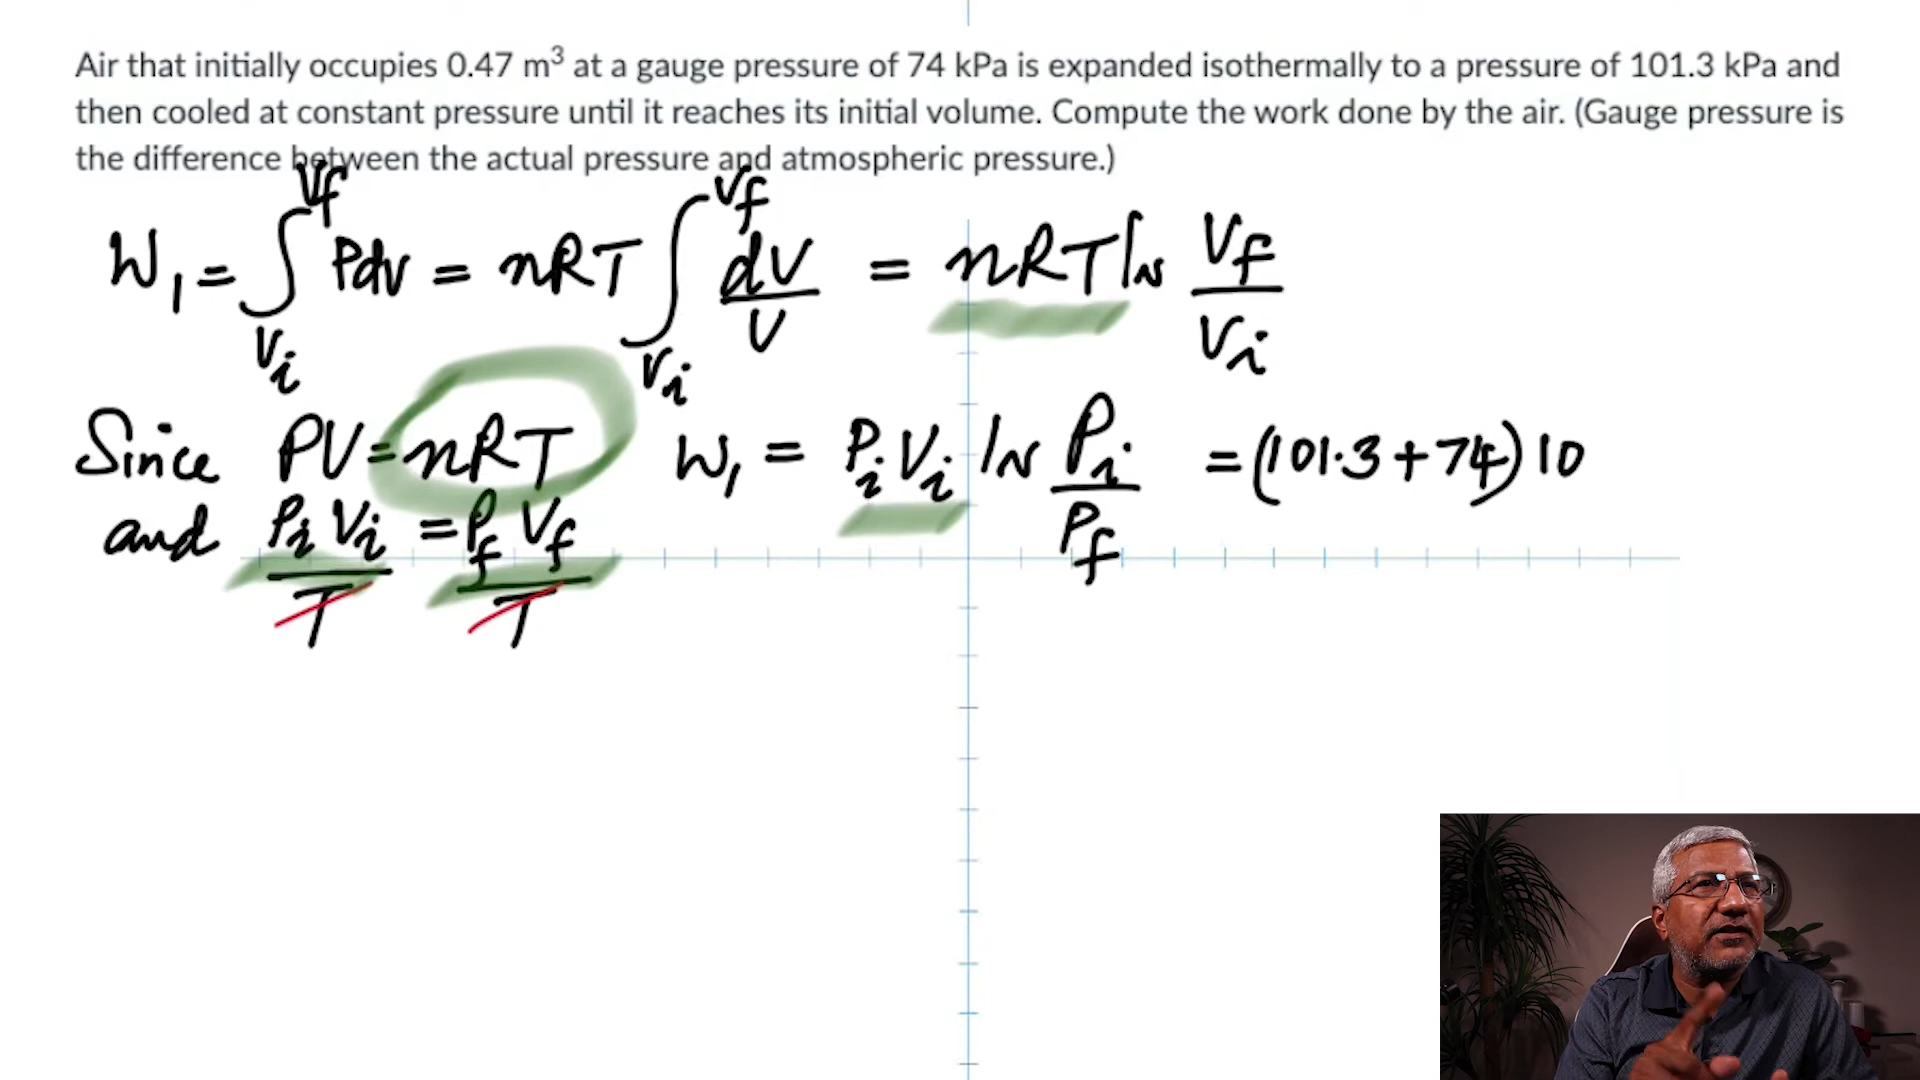 Air that initially occupies 0.47 m³ at a gauge pressure of 74 kPa is expanded isothermally to a pressure of 101.3 kPa and
then cooled at constant pressure until it reaches its initial volume. Compute the work done by the air. (Gauge pressure is
the difference between the actual pressure and atmospheric pressure.)
W₁ = ∫_{Vi}^{Vf} PdV = nRT ∫_{Vi}^{Vf} dV/V = nRT ln Vf/Vi
Since PV = nRT W₁ = PiVi ln Pi/Pf = (101.3 + 74)10
and PiVi/T = PfVf/T